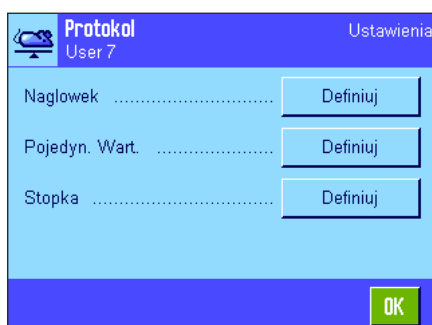 Protokol Ustawienia
User 7
Naglowek ............................ Definiuj
Pojedyn. Wart. .................... Definiuj
Stopka ................................ Definiuj
OK